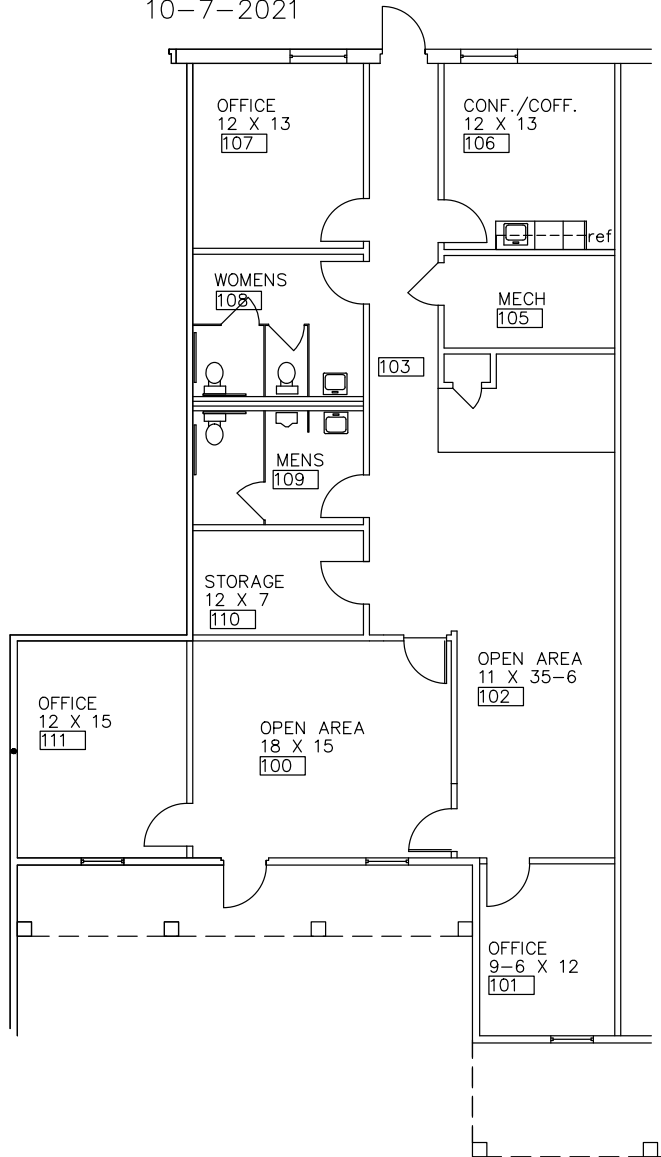 10-7-2021
OFFICE
12 X 13
107
CONF./COFF.
12 X 13
106
ref
WOMENS
108
MECH
105
103
MENS
109
STORAGE
12 X 7
110
OPEN AREA
11 X 35-6
102
OFFICE
12 X 15
111
OPEN AREA
18 X 15
100
OFFICE
9-6 X 12
101